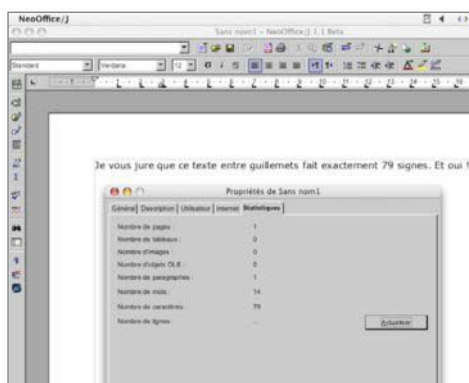 NeoOffice/J
Sans nom1 - NeoOffice/J 1.1 Beta
Standard Verdana 12 G I S
Je vous jure que ce texte entre guillemets fait exactement 79 signes. Et oui !
Propriétés de Sans nom1
Général Description Utilisateur Internet Statistiques
Nombre de pages : 1
Nombre de tableaux : 0
Nombre d'images : 0
Nombre d'objets OLE : 0
Nombre de paragraphes : 1
Nombre de mots : 14
Nombre de caractères : 79
Nombre de lignes : ...
Actualiser